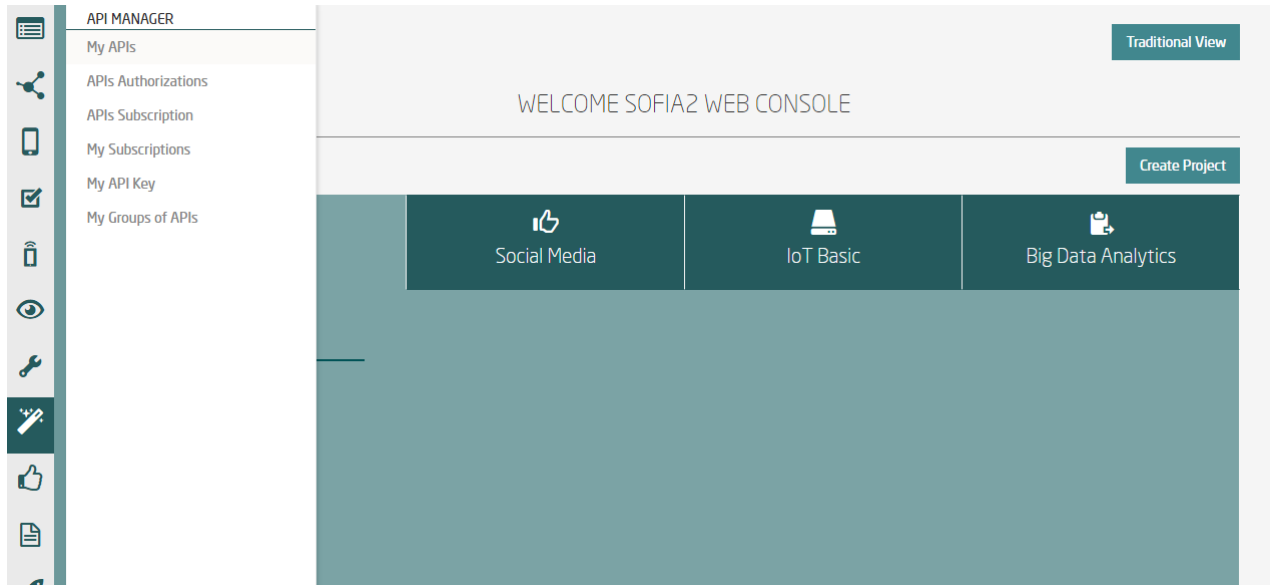 API MANAGER
My APIs
APIs Authorizations
APIs Subscription
My Subscriptions
My API Key
My Groups of APIs
Traditional View
WELCOME SOFIA2 WEB CONSOLE
Create Project
Social Media
IoT Basic
Big Data Analytics